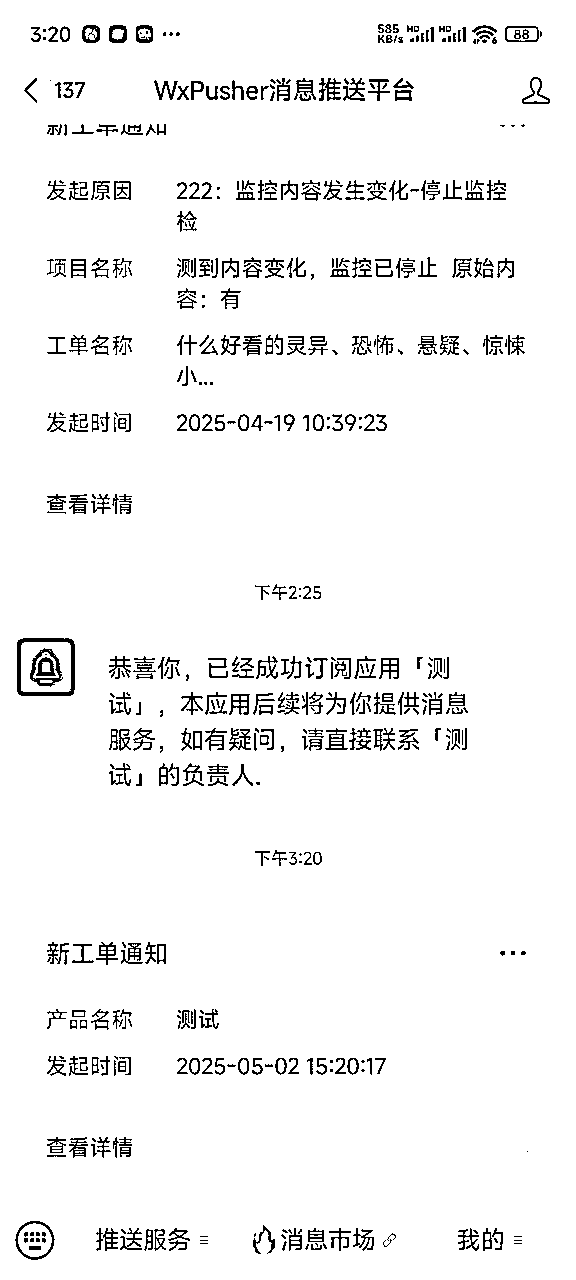 3:20 ··· 585 KB/s HD HD 88
137 WxPusher消息推送平台
新工单通知 ···
发起原因 222：监控内容发生变化~停止监控
检
项目名称 测到内容变化，监控已停止 原始内
容：有
工单名称 什么好看的灵异、恐怖、悬疑、惊悚
小...
发起时间 2025-04-19 10:39:23
查看详情
下午2:25
恭喜你，已经成功订阅应用「测
试」，本应用后续将为你提供消息
服务，如有疑问，请直接联系「测
试」的负责人.
下午3:20
新工单通知 ···
产品名称 测试
发起时间 2025-05-02 15:20:17
查看详情
推送服务 消息市场 我的